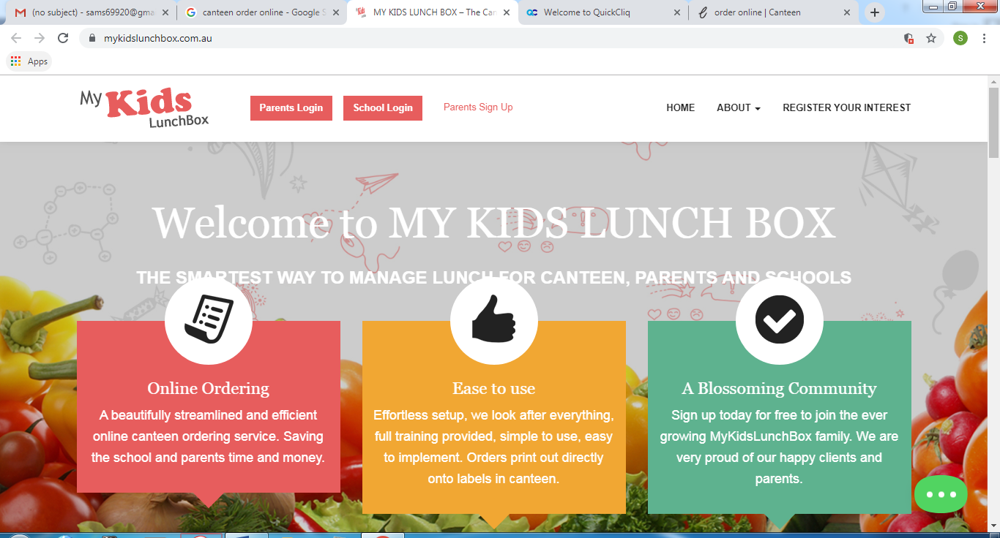 (no subject) - sams69920@gma
canteen order online - Google S
MY KIDS LUNCH BOX – The Can
Welcome to QuickCliq
order online | Canteen
mykidslunchbox.com.au
S
Apps
My Kids LunchBox
Parents Login
School Login
Parents Sign Up
HOME
ABOUT
REGISTER YOUR INTEREST
Welcome to MY KIDS LUNCH BOX
THE SMARTEST WAY TO MANAGE LUNCH FOR CANTEEN, PARENTS AND SCHOOLS
Online Ordering
A beautifully streamlined and efficient
online canteen ordering service. Saving
the school and parents time and money.
Ease to use
Effortless setup, we look after everything,
full training provided, simple to use, easy
to implement. Orders print out directly
onto labels in canteen.
A Blossoming Community
Sign up today for free to join the ever
growing MyKidsLunchBox family. We are
very proud of our happy clients and
parents.